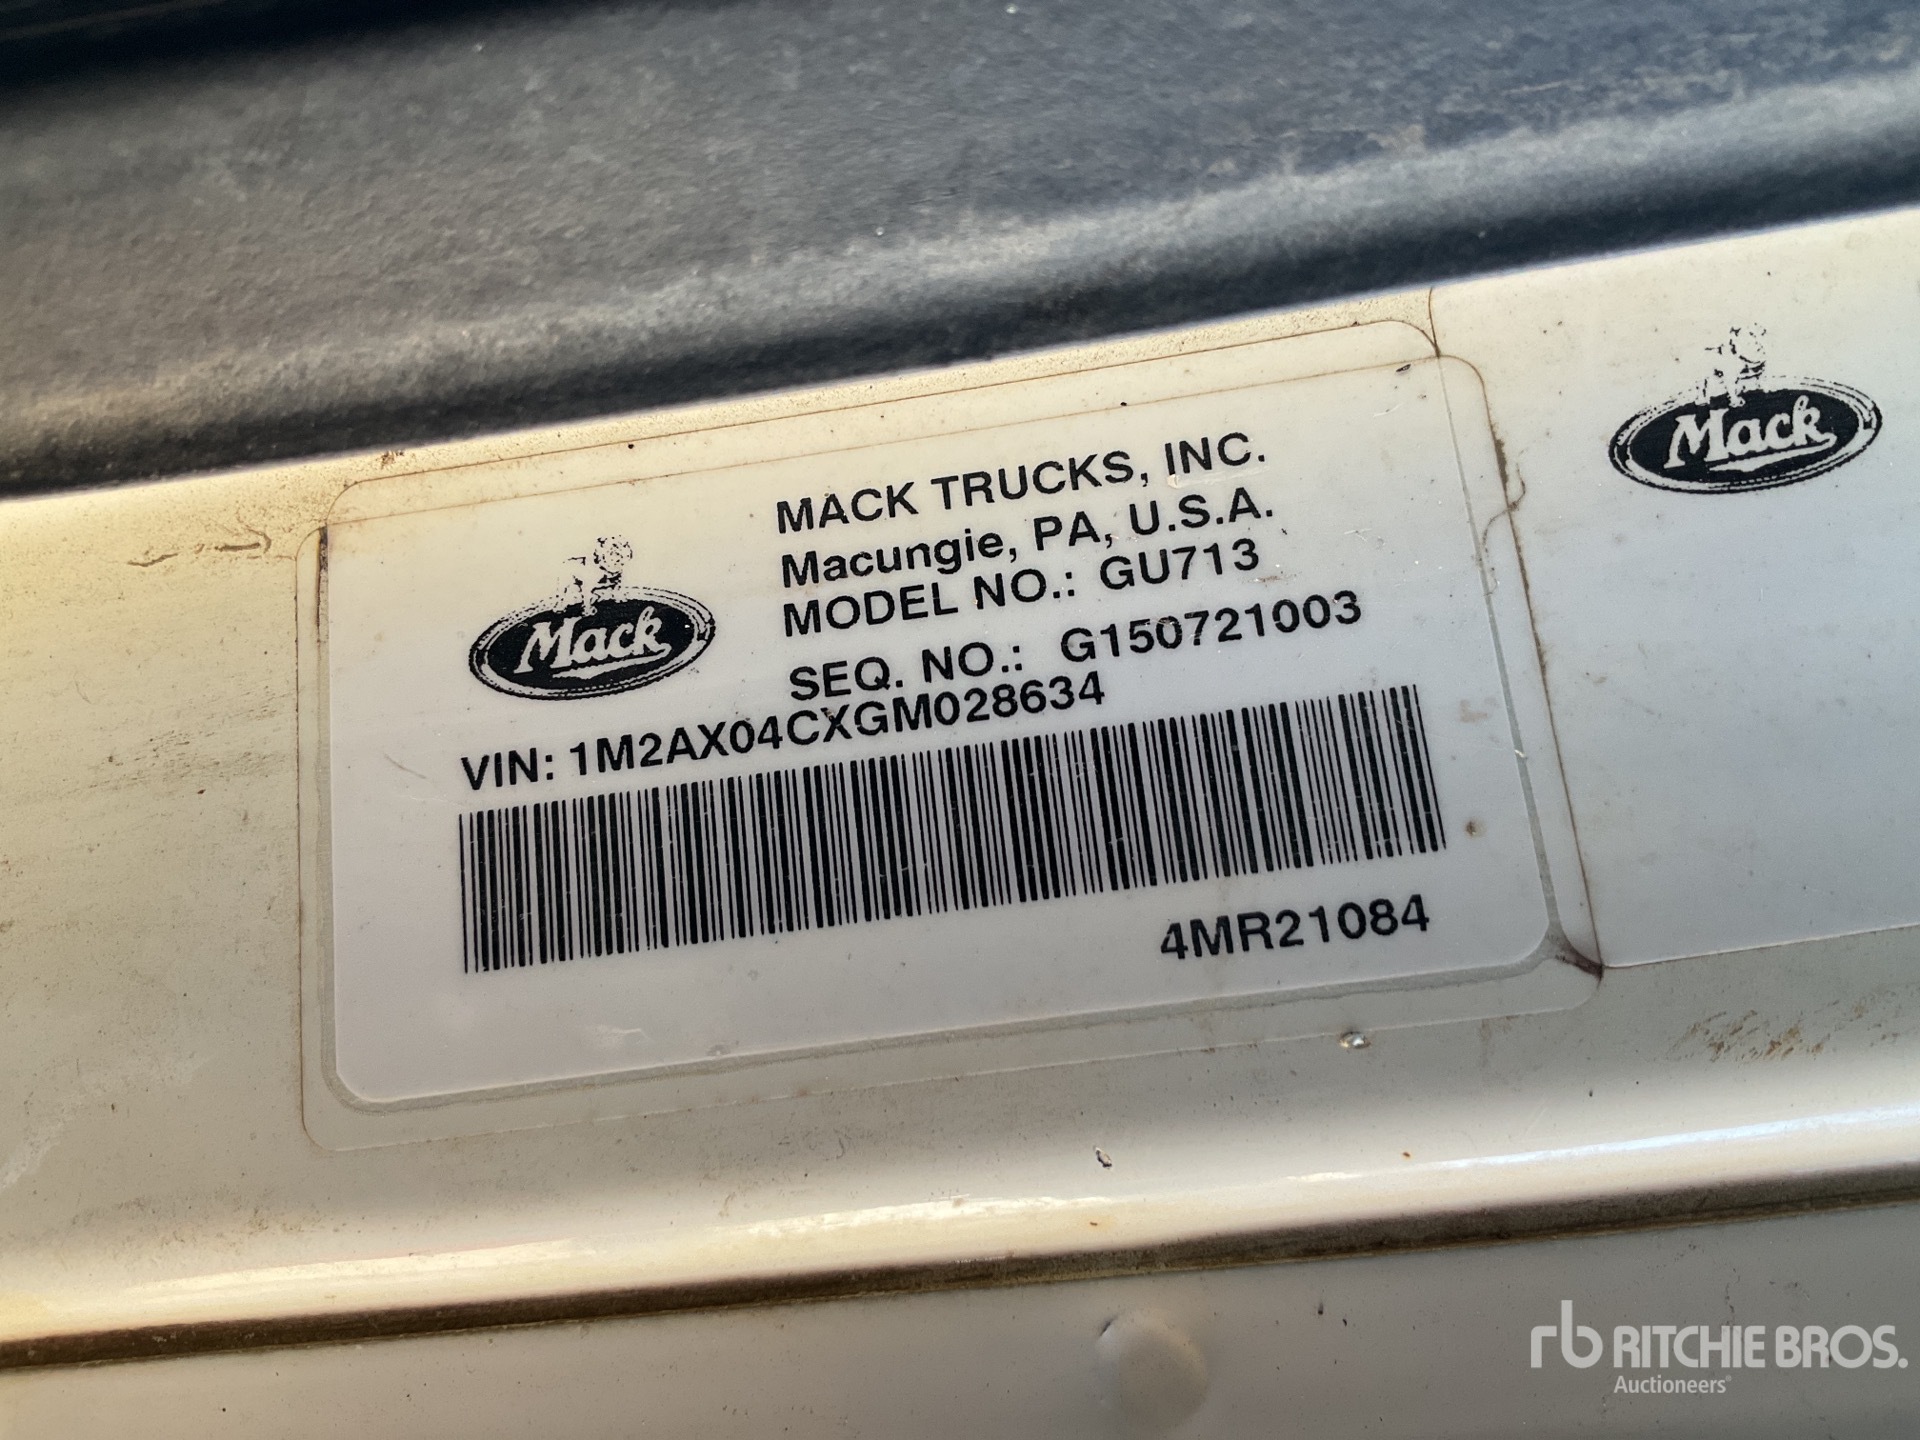 MACK TRUCKS, INC.
Macungie, PA, U.S.A.
MODEL NO.: GU713
SEQ. NO.: G150721003
Mack
VIN: 1M2AX04CXGM028634
4MR21084
Mack
rb RITCHIE BROS.
Auctioneers